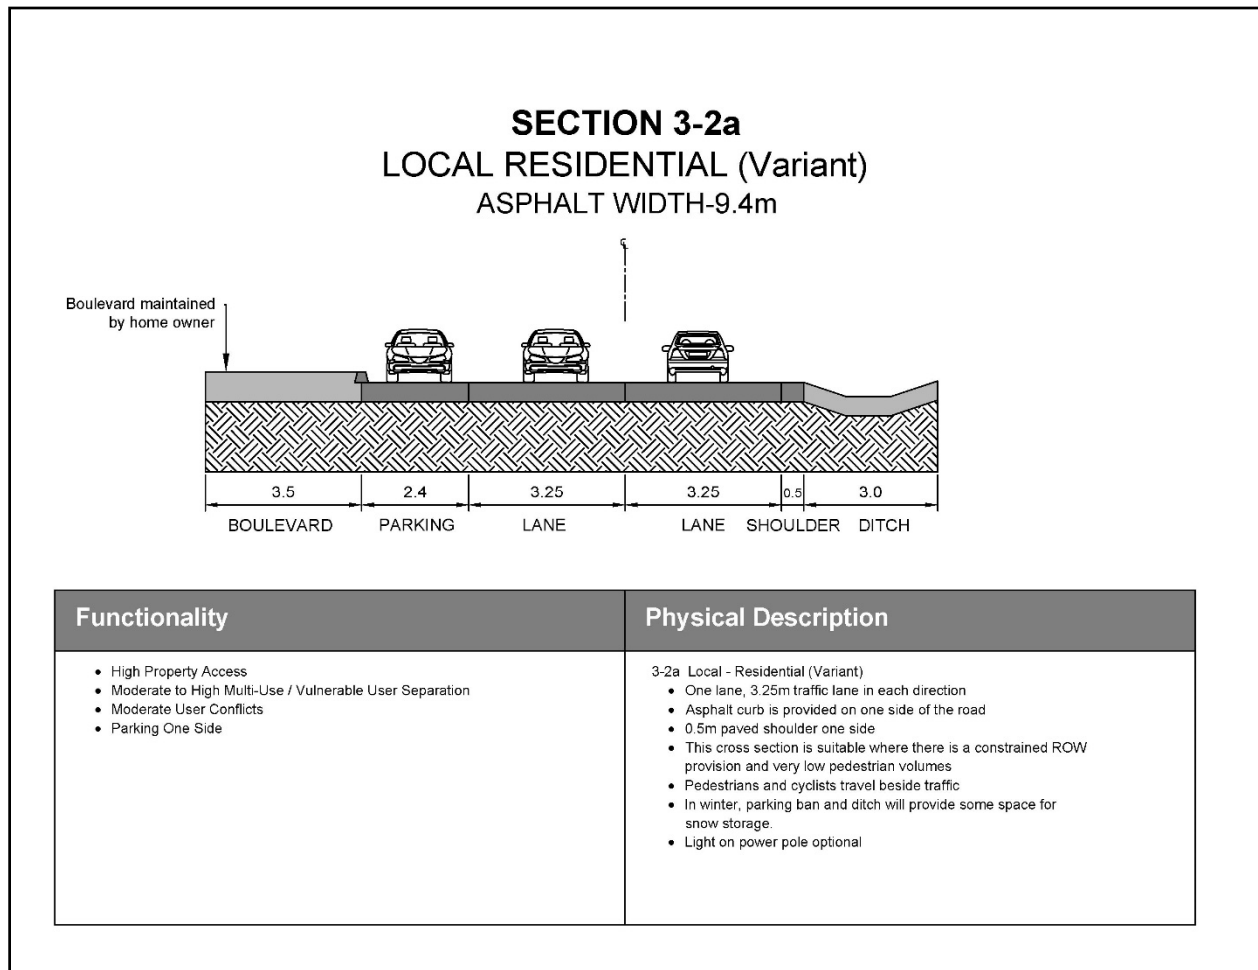 SECTION 3-2a
LOCAL RESIDENTIAL (Variant)
ASPHALT WIDTH-9.4m
℄
Boulevard maintained
by home owner
3.5 2.4 3.25 3.25 0.5 3.0
BOULEVARD PARKING LANE LANE SHOULDER DITCH
Functionality
• High Property Access
• Moderate to High Multi-Use / Vulnerable User Separation
• Moderate User Conflicts
• Parking One Side
Physical Description
3-2a Local - Residential (Variant)
• One lane, 3.25m traffic lane in each direction
• Asphalt curb is provided on one side of the road
• 0.5m paved shoulder one side
• This cross section is suitable where there is a constrained ROW
provision and very low pedestrian volumes
• Pedestrians and cyclists travel beside traffic
• In winter, parking ban and ditch will provide some space for
snow storage.
• Light on power pole optional